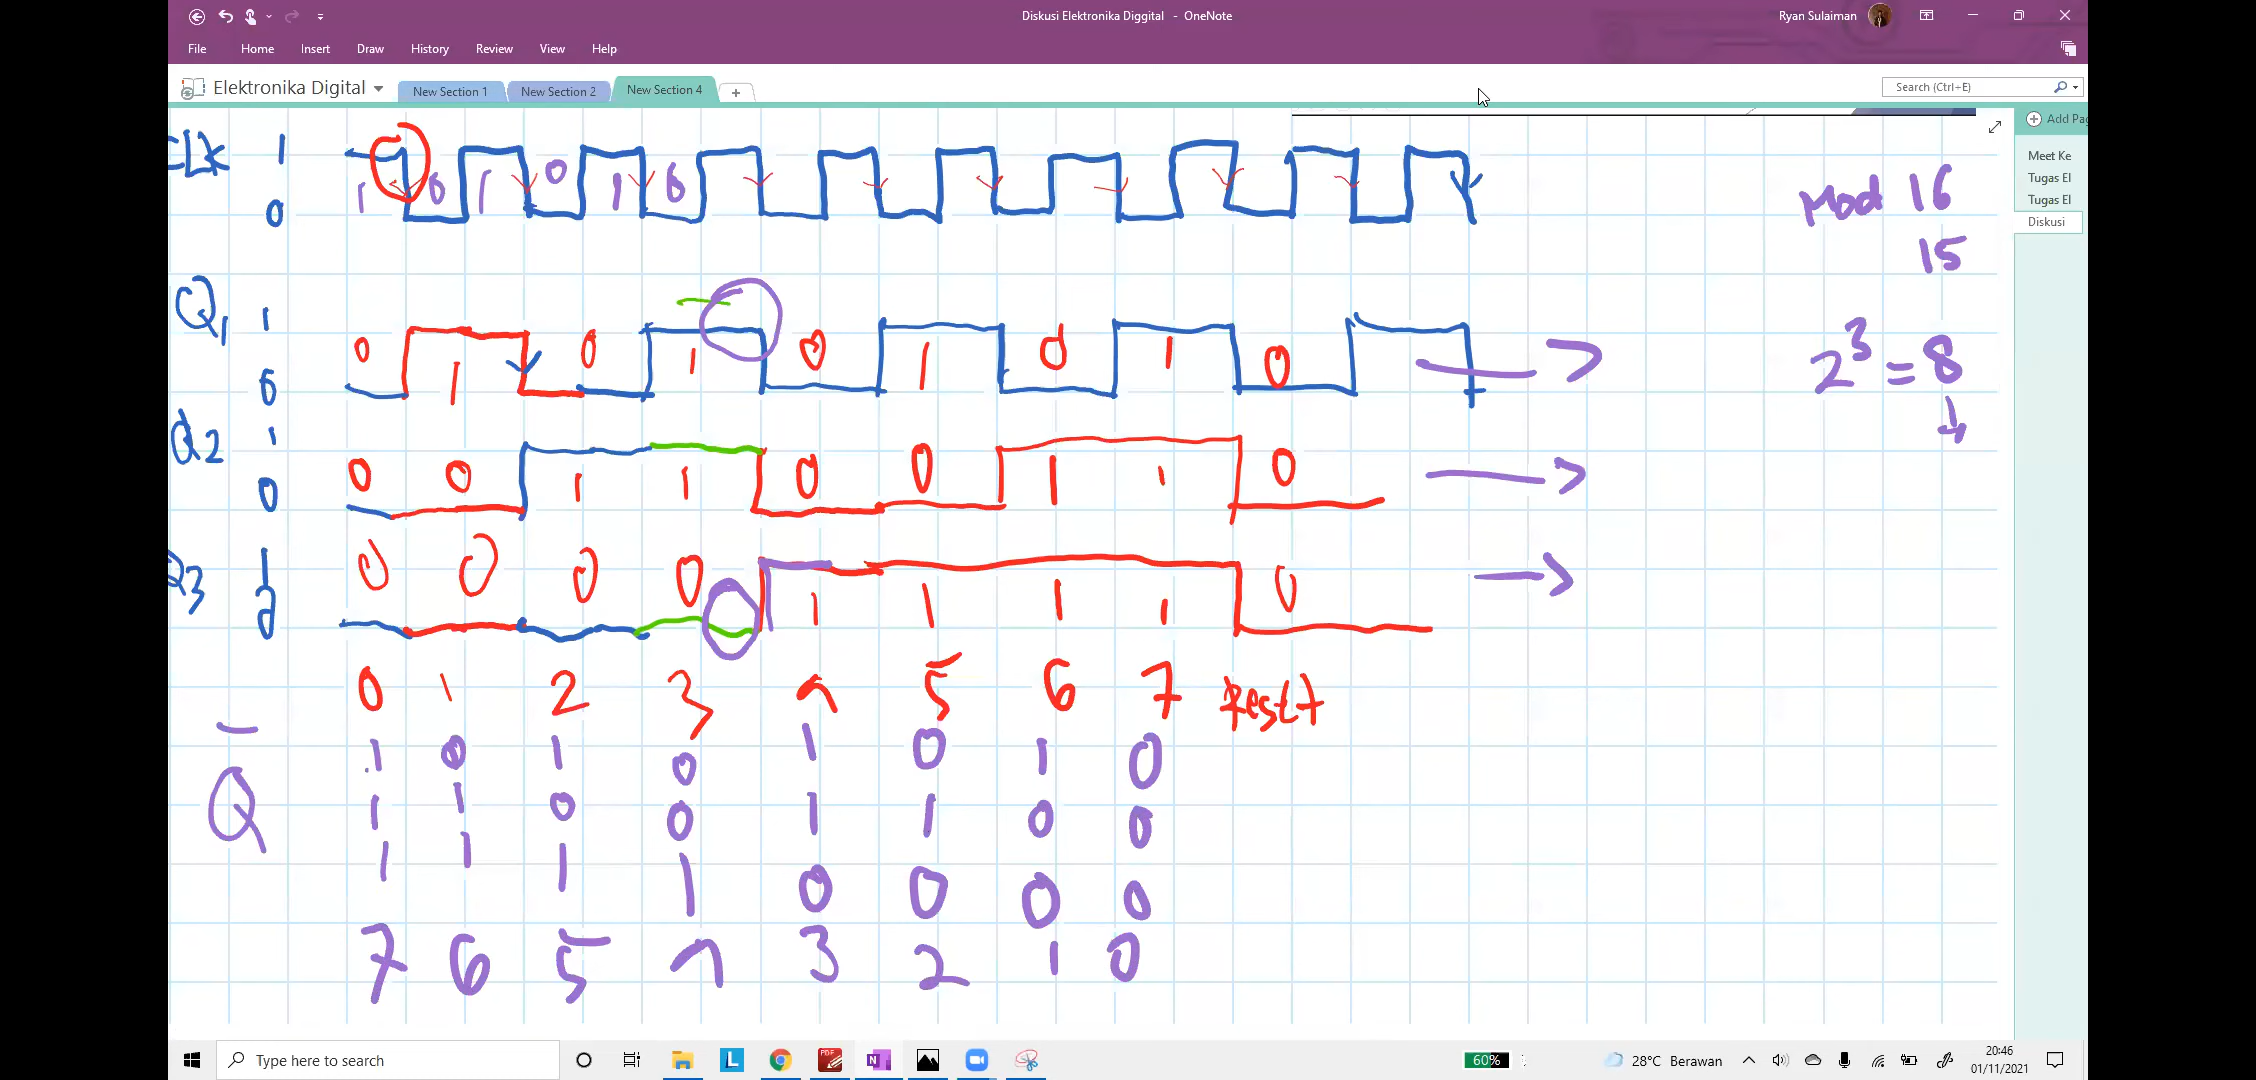 Diskusi Elektronika Diggital - OneNote
Ryan Sulaiman
File Home Insert Draw History Review View Help
Elektronika Digital
New Section 1
New Section 2
New Section 4
Search (Ctrl+E)
Add Pag
Meet Ke
Tugas El
Tugas El
Diskusi
CLK 1
0
1 0 1 0 1 0
Mod 16
15
2³ = 8
Q1 1
0
0 1 0 1 0 1 0 1 0
Q2 1
0
0 0 1 1 0 0 1 1 0
Q3 1
0
0 0 0 0 1 1 1 1 0
0 1 2 3 4 5 6 7
Q̅
1 0 1 0 1 0 1 0
1 1 0 0 1 1 0 0
1 1 1 1 0 0 0 0
7 6 5 4 3 2 1 0
Type here to search
60%
28°C Berawan
20:46
01/11/2021